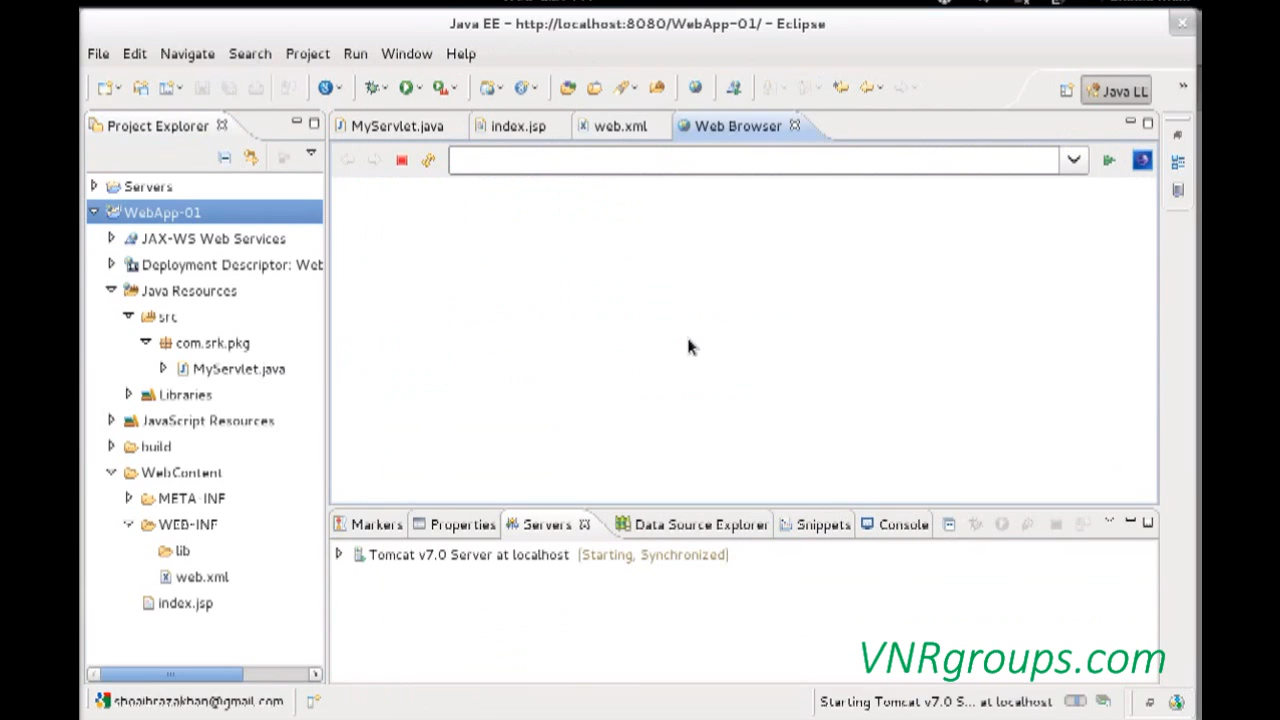 Java EE - http://localhost:8080/WebApp-01/ - Eclipse
File Edit Navigate Search Project Run Window Help
Java EE
Project Explorer
MyServlet.java index.jsp web.xml Web Browser
Servers
WebApp-01
JAX-WS Web Services
Deployment Descriptor: Web
Java Resources
src
com.srk.pkg
MyServlet.java
Libraries
JavaScript Resources
build
WebContent
META-INF
WEB-INF
lib
web.xml
index.jsp
Markers Properties Servers Data Source Explorer Snippets Console
Tomcat v7.0 Server at localhost [Starting, Synchronized]
VNRgroups.com
shoaibrazakhan@gmail.com
Starting Tomcat v7.0 S... at localhost